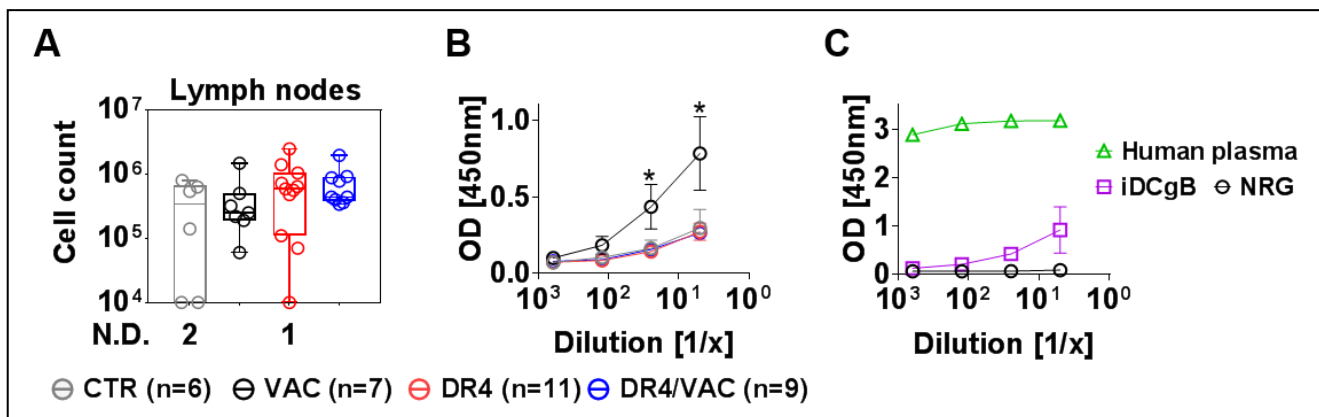 A
Lymph nodes
Cell count
10⁷
10⁶
10⁵
10⁴
N.D. 2 1
B
OD [450nm]
1.0
0.5
0.0
* *
10³ 10² 10¹ 10⁰
Dilution [1/x]
C
OD [450nm]
3
2
1
0
10³ 10² 10¹ 10⁰
Dilution [1/x]
Human plasma
iDCgB NRG
CTR (n=6) VAC (n=7) DR4 (n=11) DR4/VAC (n=9)